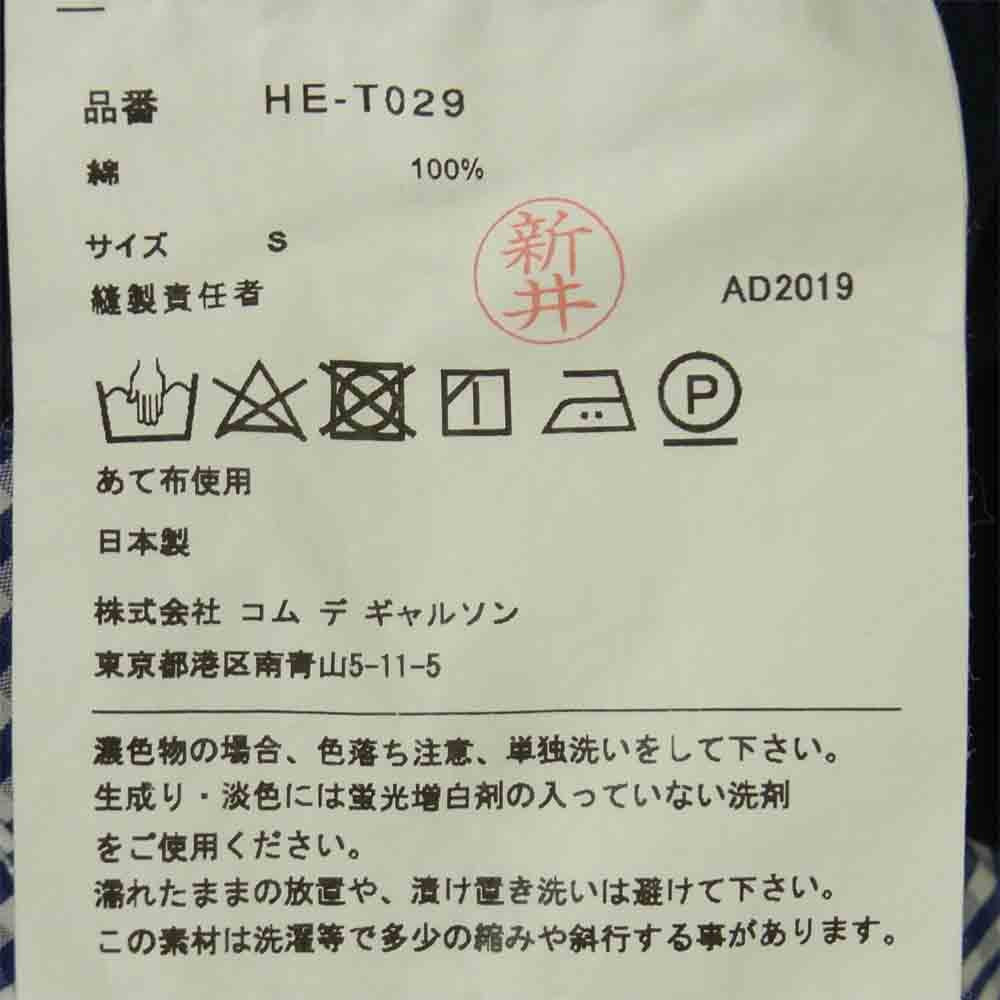 品番 HE-T029
綿 100%
サイズ S
縫製責任者 新井 AD2019
P
あて布使用
日本製
株式会社 コム デ ギャルソン
東京都港区南青山5-11-5
濃色物の場合、色落ち注意、単独洗いをして下さい。
生成り・淡色には蛍光増白剤の入っていない洗剤
をご使用ください。
濡れたままの放置や、漬け置き洗いは避けて下さい。
この素材は洗濯等で多少の縮みや斜行する事があります。